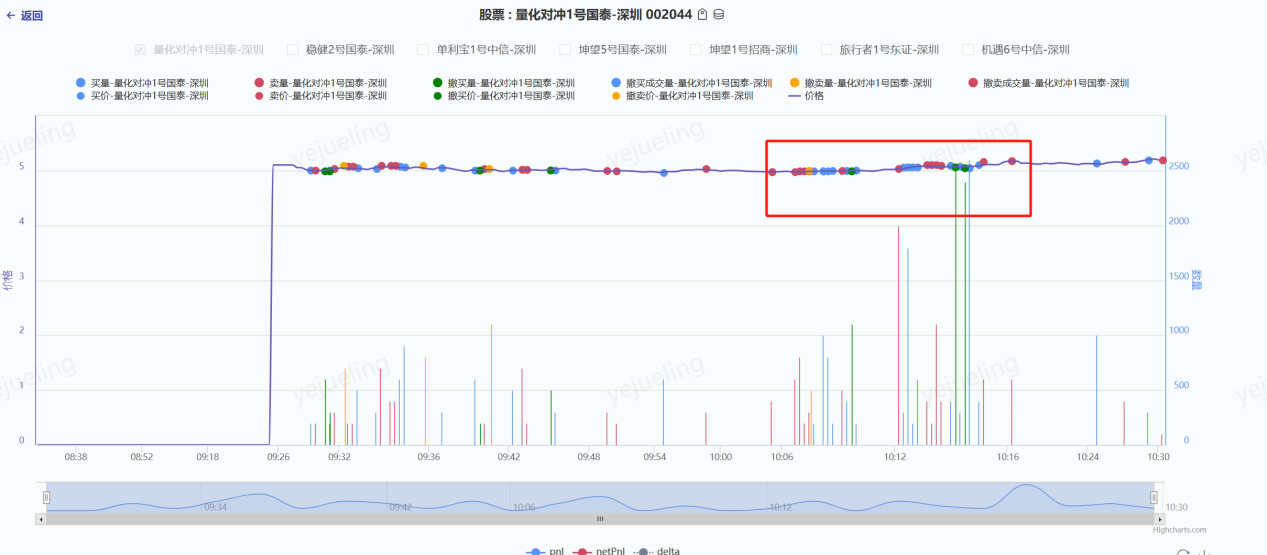 ← 返回
股票 : 量化对冲1号国泰-深圳 002044
量化对冲1号国泰-深圳 稳健2号国泰-深圳 单利宝1号中信-深圳 坤望5号国泰-深圳 坤望1号招商-深圳 旅行者1号东证-深圳 机遇6号中信-深圳
买量-量化对冲1号国泰-深圳 卖量-量化对冲1号国泰-深圳 撤买量-量化对冲1号国泰-深圳 撤买成交量-量化对冲1号国泰-深圳 撤卖量-量化对冲1号国泰-深圳 撤卖成交量-量化对冲1号国泰-深圳
买价-量化对冲1号国泰-深圳 卖价-量化对冲1号国泰-深圳 撤买价-量化对冲1号国泰-深圳 撤卖价-量化对冲1号国泰-深圳 价格
yejueling yejueling yejueling yejueling
5 2500
4 2000
价格
3 1500
数量
2 1000
yejueling yejueling yejueling yejueling
1 500
0 0
08:38 08:52 09:18 09:26 09:32 09:36 09:42 09:48 09:54 10:00 10:06 10:12 10:16 10:24 10:30
09:34 09:42 10:06 10:12 10:30
Highcharts.com
pnl netPnl delta